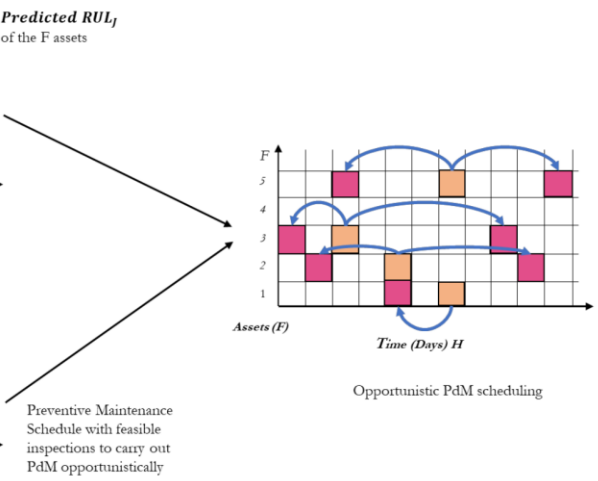 Predicted RUL_J
of the F assets
F
5
4
3
2
1
Assets (F)
Time (Days) H
Opportunistic PdM scheduling
Preventive Maintenance
Schedule with feasible
inspections to carry out
PdM opportunistically